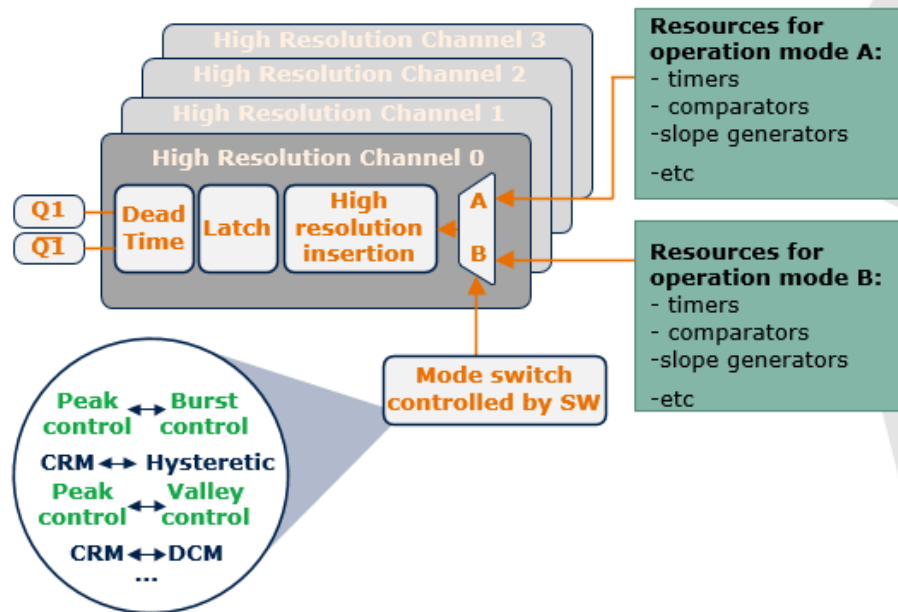 High Resolution Channel 3
High Resolution Channel 2
High Resolution Channel 1
High Resolution Channel 0
Q1
Q1
Dead
Time
Latch
High
resolution
insertion
A
B
Mode switch
controlled by SW
Resources for
operation mode A:
- timers
- comparators
-slope generators
-etc
Resources for
operation mode B:
- timers
- comparators
-slope generators
-etc
Peak
control
Burst
control
CRM
Hysteretic
Peak
control
Valley
control
CRM
DCM
...